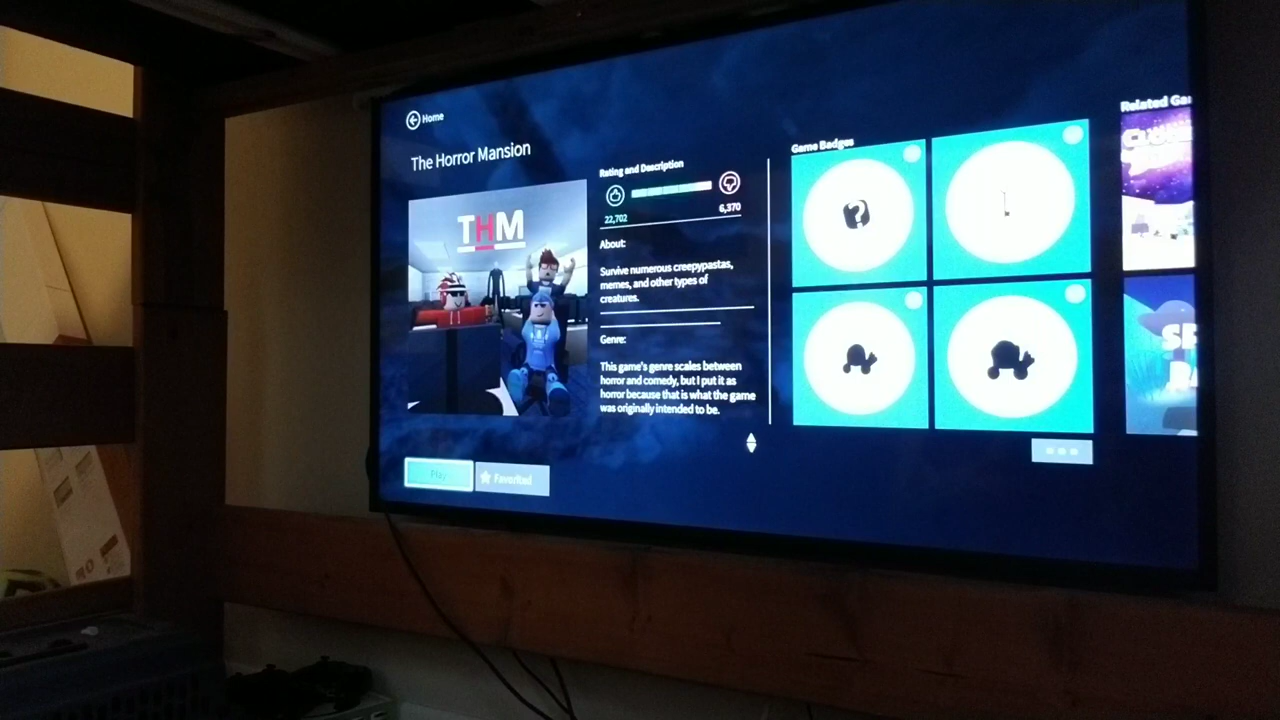 Home
The Horror Mansion
THM
Play
Favorited
Rating and Description
22,702
6,370
About:
Survive numerous creepypastas,
memes, and other types of
creatures.
Genre:
This game's genre scales between
horror and comedy, but I put it as
horror because that is what the game
was originally intended to be.
Game Badges
?
Related